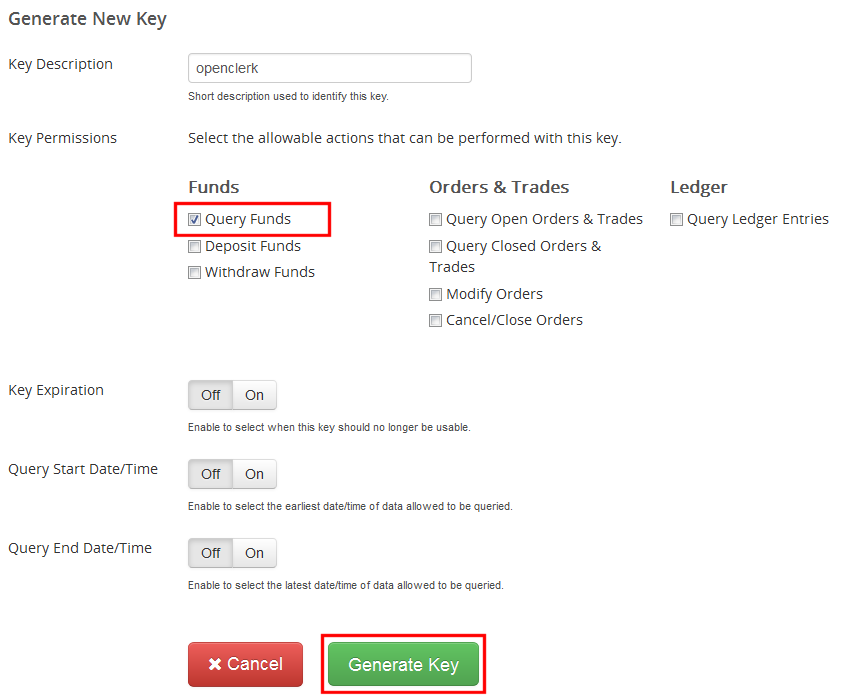 Generate New Key
Key Description
openclerk
Short description used to identify this key.
Key Permissions
Select the allowable actions that can be performed with this key.
Funds
Query Funds
Deposit Funds
Withdraw Funds
Orders & Trades
Query Open Orders & Trades
Query Closed Orders &
Trades
Modify Orders
Cancel/Close Orders
Ledger
Query Ledger Entries
Key Expiration
Off On
Enable to select when this key should no longer be usable.
Query Start Date/Time
Off On
Enable to select the earliest date/time of data allowed to be queried.
Query End Date/Time
Off On
Enable to select the latest date/time of data allowed to be queried.
Cancel
Generate Key